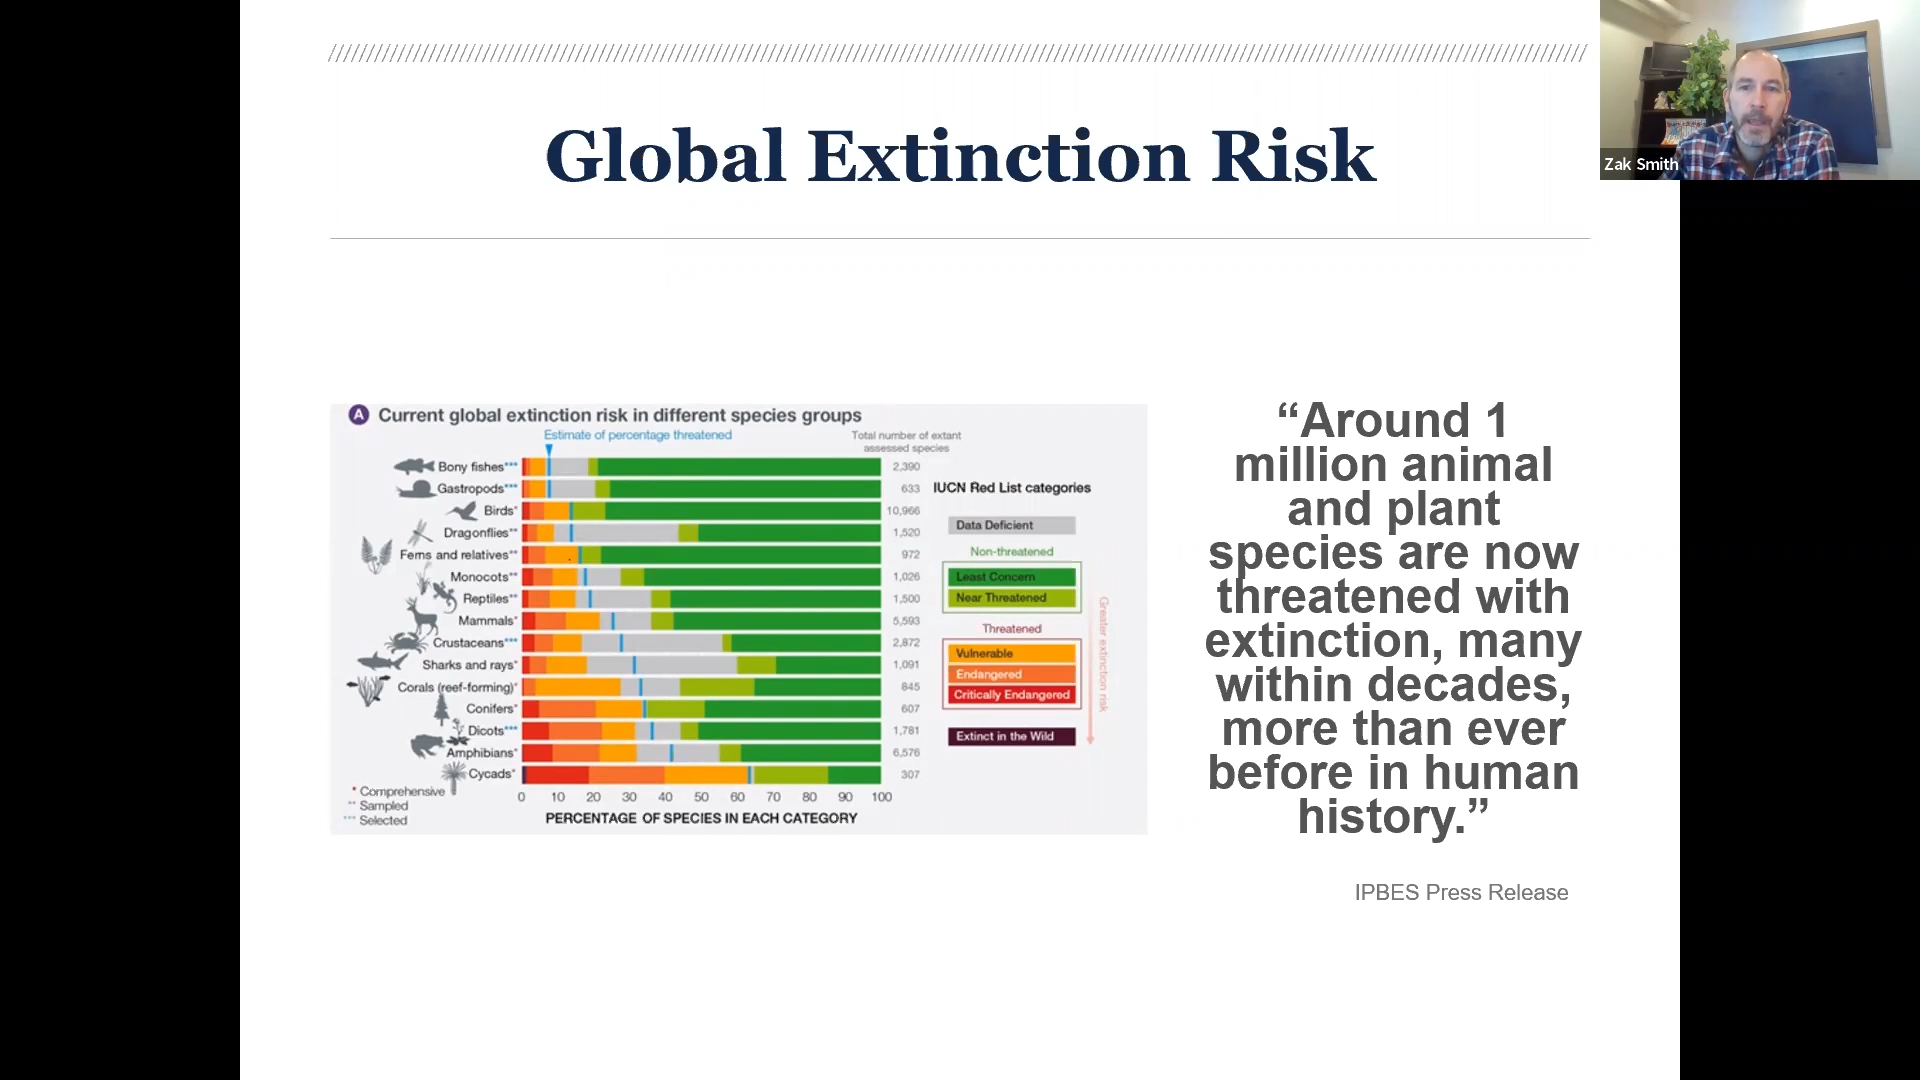 Zak Smith
Global Extinction Risk
A Current global extinction risk in different species groups
Estimate of percentage threatened
Total number of extant
assessed species
Bony fishes*** 2,390
Gastropods*** 633
Birds* 10,966
Dragonflies** 1,520
Ferns and relatives** 972
Monocots** 1,026
Reptiles** 1,500
Mammals* 5,593
Crustaceans*** 2,872
Sharks and rays* 1,091
Corals (reef-forming)* 845
Conifers* 607
Dicots*** 1,781
Amphibians* 6,576
Cycads* 307
* Comprehensive
** Sampled
*** Selected
0 10 20 30 40 50 60 70 80 90 100
PERCENTAGE OF SPECIES IN EACH CATEGORY
IUCN Red List categories
Data Deficient
Non-threatened
Least Concern
Near Threatened
Threatened
Vulnerable
Endangered
Critically Endangered
Extinct in the Wild
Greater extinction risk
“Around 1
million animal
and plant
species are now
threatened with
extinction, many
within decades,
more than ever
before in human
history.”
IPBES Press Release